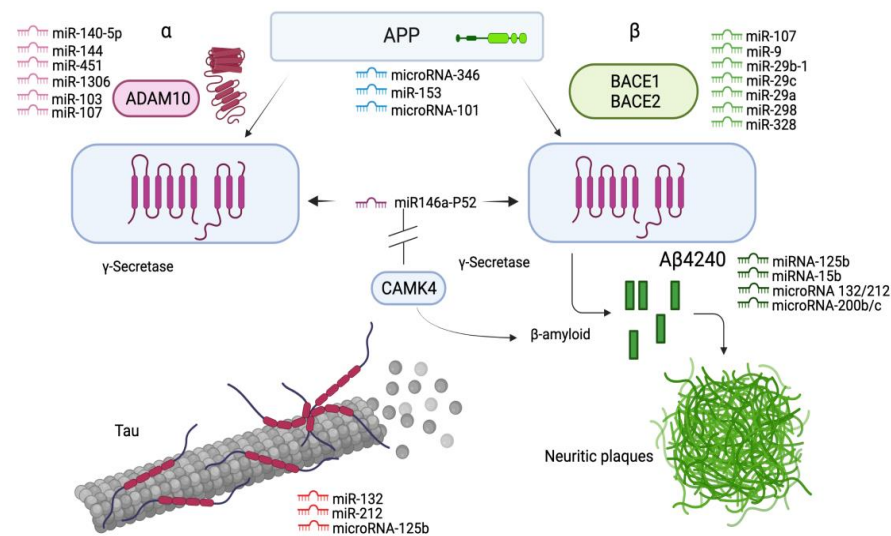 α
miR-140-5p
miR-144
miR-451
miR-1306
miR-103
miR-107
ADAM10
APP
microRNA-346
miR-153
microRNA-101
β
BACE1
BACE2
miR-107
miR-9
miR-29b-1
miR-29c
miR-29a
miR-298
miR-328
miR146a-P52
γ-Secretase
γ-Secretase
CAMK4
Aβ4240
miRNA-125b
miRNA-15b
microRNA 132/212
microRNA-200b/c
β-amyloid
Tau
Neuritic plaques
miR-132
miR-212
microRNA-125b